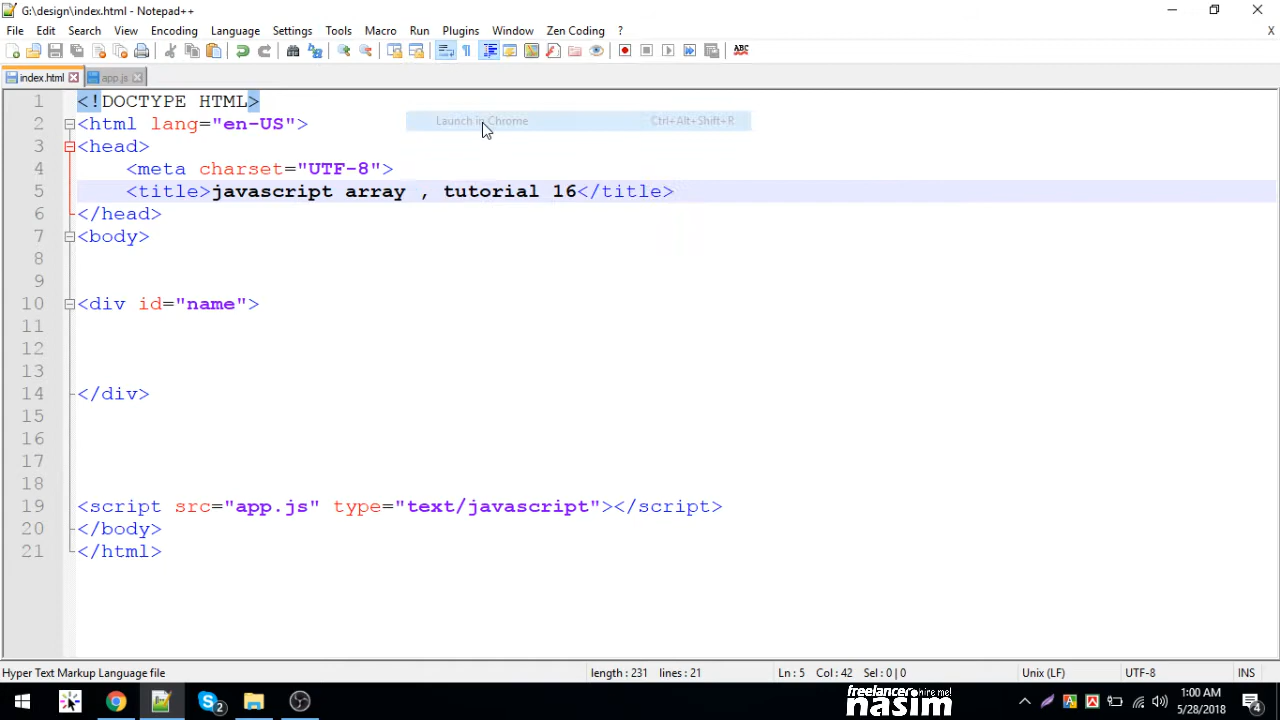 G:\design\index.html - Notepad++
File Edit Search View Encoding Language Settings Tools Macro Run Plugins Window Zen Coding ? X
index.html app.js
Launch in Chrome Ctrl+Alt+Shift+R
1 <!DOCTYPE HTML>
2 <html lang="en-US">
3 <head>
4 <meta charset="UTF-8">
5 <title>javascript array , tutorial 16</title>
6 </head>
7 <body>
8
9
10 <div id="name">
11
12
13
14 </div>
15
16
17
18
19 <script src="app.js" type="text/javascript"></script>
20 </body>
21 </html>
Hyper Text Markup Language file length : 231 lines : 21 Ln : 5 Col : 42 Sel : 0 | 0 Unix (LF) UTF-8 INS
freelancer hire me!
nasim
1:00 AM
5/28/2018